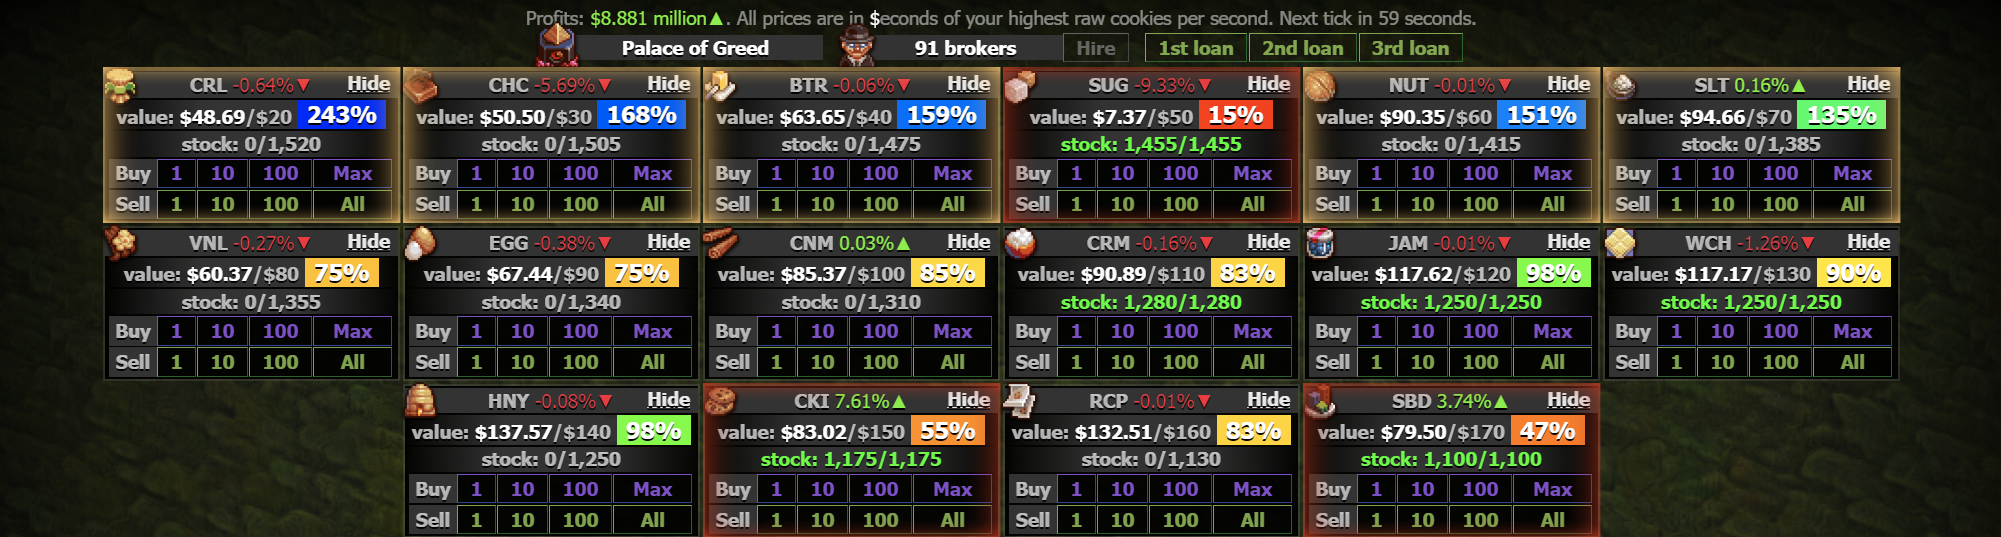 Profits: $8.881 million▲. All prices are in $econds of your highest raw cookies per second. Next tick in 59 seconds.
Palace of Greed 91 brokers Hire 1st loan 2nd loan 3rd loan
CRL -0.64%▼ Hide CHC -5.69%▼ Hide BTR -0.06%▼ Hide SUG -9.33%▼ Hide NUT -0.01%▼ Hide SLT 0.16%▲ Hide
value: $48.69/$20 243% value: $50.50/$30 168% value: $63.65/$40 159% value: $7.37/$50 15% value: $90.35/$60 151% value: $94.66/$70 135%
stock: 0/1,520 stock: 0/1,505 stock: 0/1,475 stock: 1,455/1,455 stock: 0/1,415 stock: 0/1,385
Buy 1 10 100 Max Buy 1 10 100 Max Buy 1 10 100 Max Buy 1 10 100 Max Buy 1 10 100 Max Buy 1 10 100 Max
Sell 1 10 100 All Sell 1 10 100 All Sell 1 10 100 All Sell 1 10 100 All Sell 1 10 100 All Sell 1 10 100 All
VNL -0.27%▼ Hide EGG -0.38%▼ Hide CNM 0.03%▲ Hide CRM -0.16%▼ Hide JAM -0.01%▼ Hide WCH -1.26%▼ Hide
value: $60.37/$80 75% value: $67.44/$90 75% value: $85.37/$100 85% value: $90.89/$110 83% value: $117.62/$120 98% value: $117.17/$130 90%
stock: 0/1,355 stock: 0/1,340 stock: 0/1,310 stock: 1,280/1,280 stock: 1,250/1,250 stock: 1,250/1,250
Buy 1 10 100 Max Buy 1 10 100 Max Buy 1 10 100 Max Buy 1 10 100 Max Buy 1 10 100 Max Buy 1 10 100 Max
Sell 1 10 100 All Sell 1 10 100 All Sell 1 10 100 All Sell 1 10 100 All Sell 1 10 100 All Sell 1 10 100 All
HNY -0.08%▼ Hide CKI 7.61%▲ Hide RCP -0.01%▼ Hide SBD 3.74%▲ Hide
value: $137.57/$140 98% value: $83.02/$150 55% value: $132.51/$160 83% value: $79.50/$170 47%
stock: 0/1,250 stock: 1,175/1,175 stock: 0/1,130 stock: 1,100/1,100
Buy 1 10 100 Max Buy 1 10 100 Max Buy 1 10 100 Max Buy 1 10 100 Max
Sell 1 10 100 All Sell 1 10 100 All Sell 1 10 100 All Sell 1 10 100 All